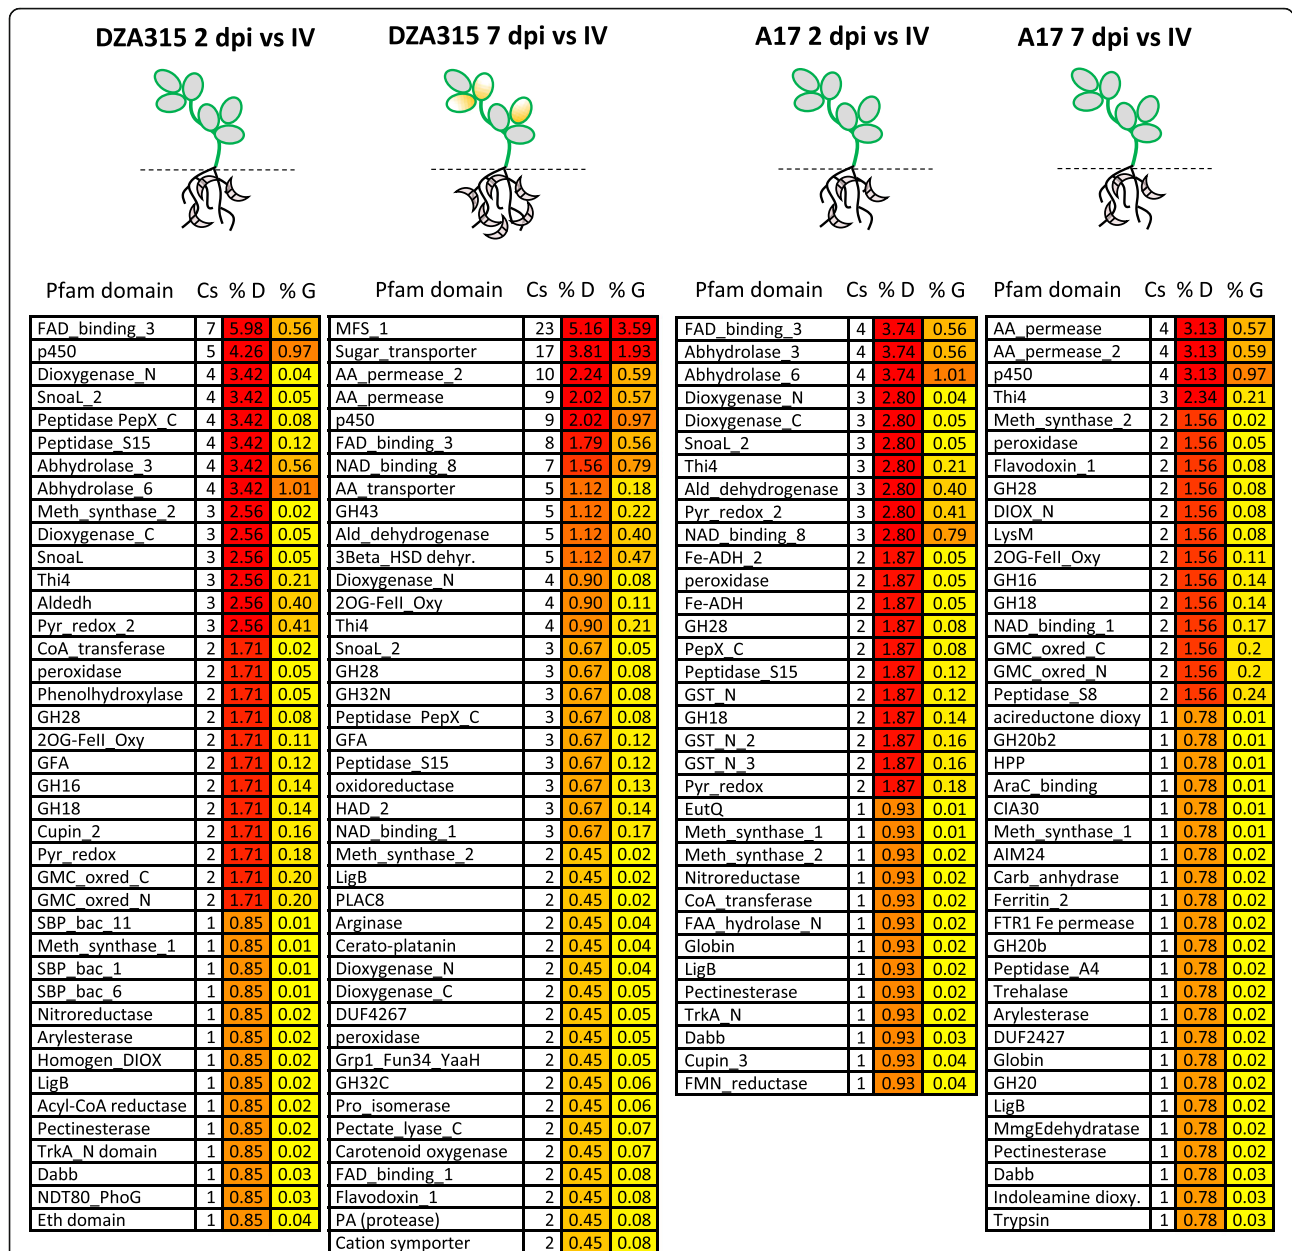 DZA315 2 dpi vs IV
DZA315 7 dpi vs IV
A17 2 dpi vs IV
A17 7 dpi vs IV
Pfam domain Cs % D % G
FAD_binding_3 7 5.98 0.56
p450 5 4.26 0.97
Dioxygenase_N 4 3.42 0.04
SnoaL_2 4 3.42 0.05
Peptidase PepX_C 4 3.42 0.08
Peptidase_S15 4 3.42 0.12
Abhydrolase_3 4 3.42 0.56
Abhydrolase_6 4 3.42 1.01
Meth_synthase_2 3 2.56 0.02
Dioxygenase_C 3 2.56 0.05
SnoaL 3 2.56 0.05
Thi4 3 2.56 0.21
Aldedh 3 2.56 0.40
Pyr_redox_2 3 2.56 0.41
CoA_transferase 2 1.71 0.02
peroxidase 2 1.71 0.05
Phenolhydroxylase 2 1.71 0.05
GH28 2 1.71 0.08
2OG-FeII_Oxy 2 1.71 0.11
GFA 2 1.71 0.12
GH16 2 1.71 0.14
GH18 2 1.71 0.14
Cupin_2 2 1.71 0.16
Pyr_redox 2 1.71 0.18
GMC_oxred_C 2 1.71 0.20
GMC_oxred_N 2 1.71 0.20
SBP_bac_11 1 0.85 0.01
Meth_synthase_1 1 0.85 0.01
SBP_bac_1 1 0.85 0.01
SBP_bac_6 1 0.85 0.01
Nitroreductase 1 0.85 0.02
Arylesterase 1 0.85 0.02
Homogen_DIOX 1 0.85 0.02
LigB 1 0.85 0.02
Acyl-CoA reductase 1 0.85 0.02
Pectinesterase 1 0.85 0.02
TrkA_N domain 1 0.85 0.02
Dabb 1 0.85 0.03
NDT80_PhoG 1 0.85 0.03
Eth domain 1 0.85 0.04
Pfam domain Cs % D % G
MFS_1 23 5.16 3.59
Sugar_transporter 17 3.81 1.93
AA_permease_2 10 2.24 0.59
AA_permease 9 2.02 0.57
p450 9 2.02 0.97
FAD_binding_3 8 1.79 0.56
NAD_binding_8 7 1.56 0.79
AA_transporter 5 1.12 0.18
GH43 5 1.12 0.22
Ald_dehydrogenase 5 1.12 0.40
3Beta_HSD dehyr. 5 1.12 0.47
Dioxygenase_N 4 0.90 0.08
2OG-FeII_Oxy 4 0.90 0.11
Thi4 4 0.90 0.21
SnoaL_2 3 0.67 0.05
GH28 3 0.67 0.08
GH32N 3 0.67 0.08
Peptidase PepX_C 3 0.67 0.08
GFA 3 0.67 0.12
Peptidase_S15 3 0.67 0.12
oxidoreductase 3 0.67 0.13
HAD_2 3 0.67 0.14
NAD_binding_1 3 0.67 0.17
Meth_synthase_2 2 0.45 0.02
LigB 2 0.45 0.02
PLAC8 2 0.45 0.02
Arginase 2 0.45 0.04
Cerato-platanin 2 0.45 0.04
Dioxygenase_N 2 0.45 0.04
Dioxygenase_C 2 0.45 0.05
DUF4267 2 0.45 0.05
peroxidase 2 0.45 0.05
Grp1_Fun34_YaaH 2 0.45 0.05
GH32C 2 0.45 0.06
Pro_isomerase 2 0.45 0.06
Pectate_lyase_C 2 0.45 0.07
Carotenoid oxygenase 2 0.45 0.07
FAD_binding_1 2 0.45 0.08
Flavodoxin_1 2 0.45 0.08
PA (protease) 2 0.45 0.08
Cation symporter 2 0.45 0.08
Pfam domain Cs % D % G
FAD_binding_3 4 3.74 0.56
Abhydrolase_3 4 3.74 0.56
Abhydrolase_6 4 3.74 1.01
Dioxygenase_N 3 2.80 0.04
Dioxygenase_C 3 2.80 0.05
SnoaL_2 3 2.80 0.05
Thi4 3 2.80 0.21
Ald_dehydrogenase 3 2.80 0.40
Pyr_redox_2 3 2.80 0.41
NAD_binding_8 3 2.80 0.79
Fe-ADH_2 2 1.87 0.05
peroxidase 2 1.87 0.05
Fe-ADH 2 1.87 0.05
GH28 2 1.87 0.08
PepX_C 2 1.87 0.08
Peptidase_S15 2 1.87 0.12
GST_N 2 1.87 0.12
GH18 2 1.87 0.14
GST_N_2 2 1.87 0.16
GST_N_3 2 1.87 0.16
Pyr_redox 2 1.87 0.18
EutQ 1 0.93 0.01
Meth_synthase_1 1 0.93 0.01
Meth_synthase_2 1 0.93 0.02
Nitroreductase 1 0.93 0.02
CoA_transferase 1 0.93 0.02
FAA_hydrolase_N 1 0.93 0.02
Globin 1 0.93 0.02
LigB 1 0.93 0.02
Pectinesterase 1 0.93 0.02
TrkA_N 1 0.93 0.02
Dabb 1 0.93 0.03
Cupin_3 1 0.93 0.04
FMN_reductase 1 0.93 0.04
Pfam domain Cs % D % G
AA_permease 4 3.13 0.57
AA_permease_2 4 3.13 0.59
p450 4 3.13 0.97
Thi4 3 2.34 0.21
Meth_synthase_2 2 1.56 0.02
peroxidase 2 1.56 0.05
Flavodoxin_1 2 1.56 0.08
GH28 2 1.56 0.08
DIOX_N 2 1.56 0.08
LysM 2 1.56 0.08
2OG-FeII_Oxy 2 1.56 0.11
GH16 2 1.56 0.14
GH18 2 1.56 0.14
NAD_binding_1 2 1.56 0.17
GMC_oxred_C 2 1.56 0.2
GMC_oxred_N 2 1.56 0.2
Peptidase_S8 2 1.56 0.24
acireductone dioxy 1 0.78 0.01
GH20b2 1 0.78 0.01
HPP 1 0.78 0.01
AraC_binding 1 0.78 0.01
CIA30 1 0.78 0.01
Meth_synthase_1 1 0.78 0.01
AIM24 1 0.78 0.02
Carb_anhydrase 1 0.78 0.02
Ferritin_2 1 0.78 0.02
FTR1 Fe permease 1 0.78 0.02
GH20b 1 0.78 0.02
Peptidase_A4 1 0.78 0.02
Trehalase 1 0.78 0.02
Arylesterase 1 0.78 0.02
DUF2427 1 0.78 0.02
Globin 1 0.78 0.02
GH20 1 0.78 0.02
LigB 1 0.78 0.02
MmgEdehydratase 1 0.78 0.02
Pectinesterase 1 0.78 0.02
Dabb 1 0.78 0.03
Indoleamine dioxy. 1 0.78 0.03
Trypsin 1 0.78 0.03